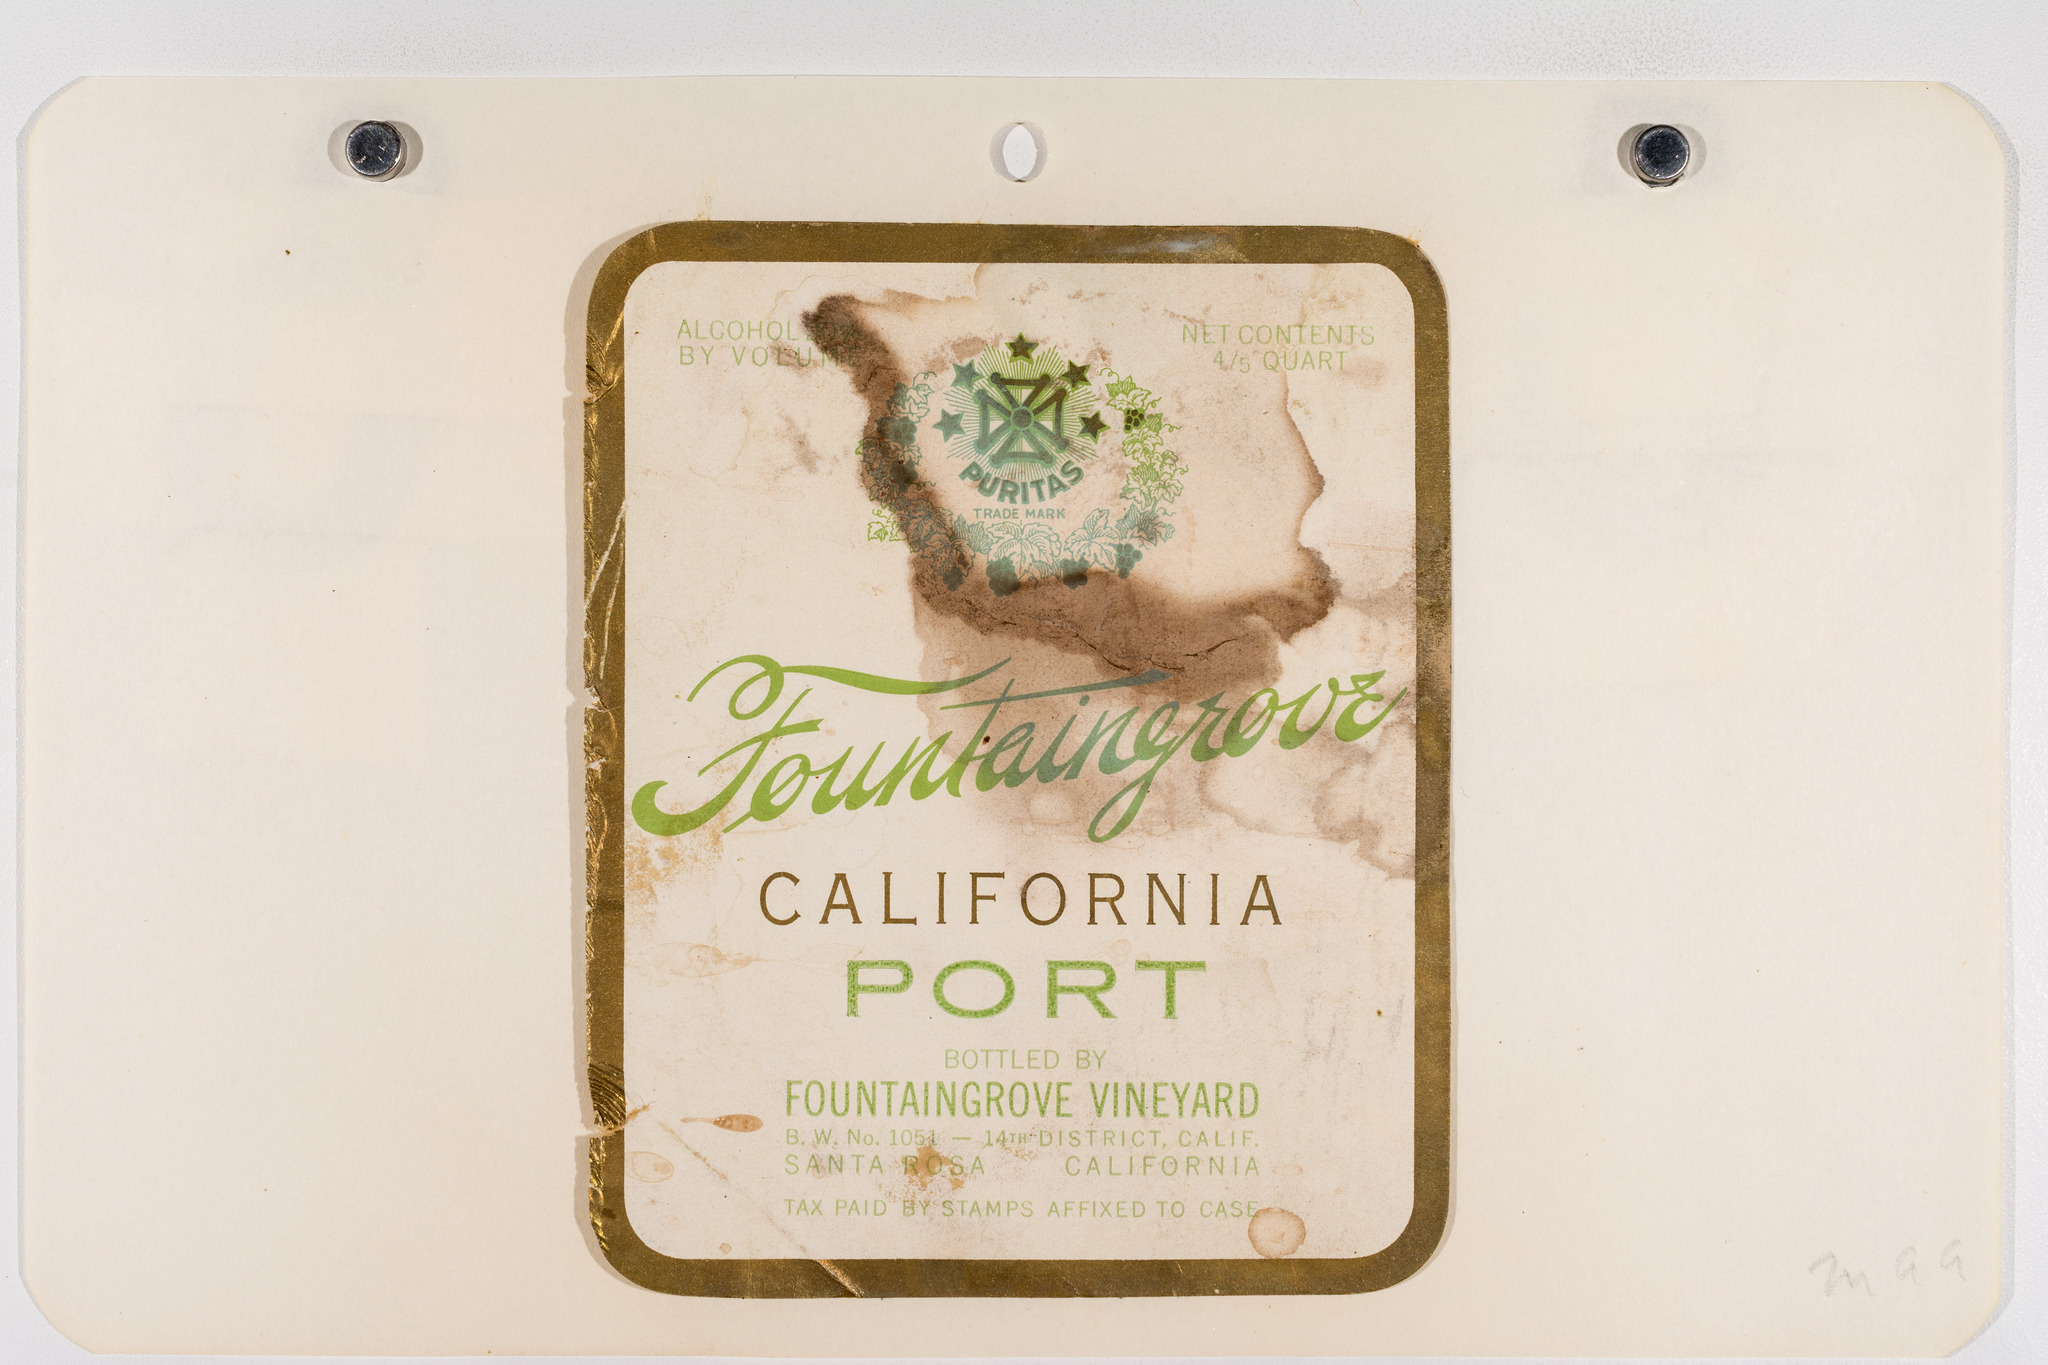 ALCOHOL
BY VOLUME
NET CONTENTS
4/5 QUART
PURITAS
TRADE MARK
Fountaingrove
CALIFORNIA
PORT
BOTTLED BY
FOUNTAINGROVE VINEYARD
B. W. No. 1051 — 14TH DISTRICT, CALIF.
SANTA ROSA CALIFORNIA
TAX PAID BY STAMPS AFFIXED TO CASE